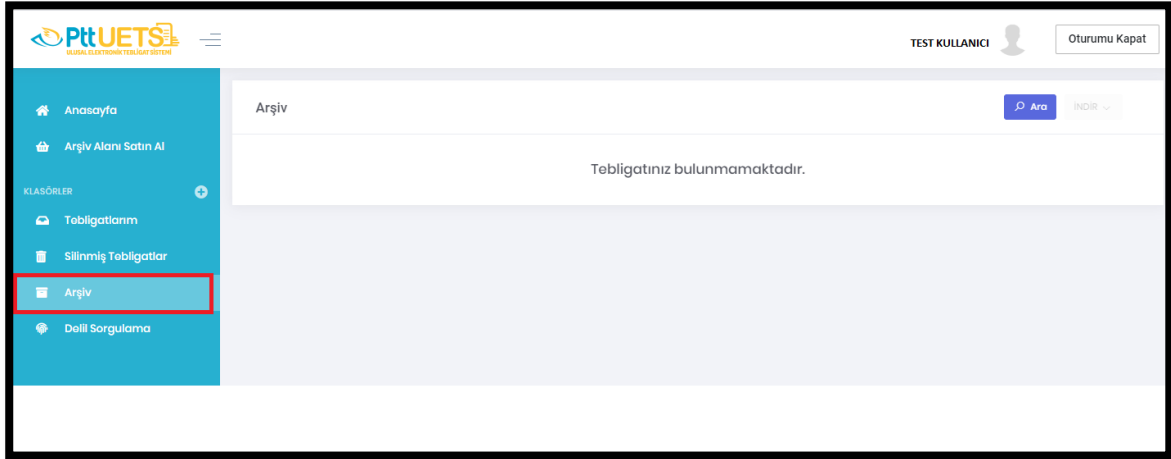 PttUETS
ULUSAL ELEKTRONİK TEBLİGAT SİSTEMİ
TEST KULLANICI
Oturumu Kapat
Anasayfa
Arşiv Alanı Satın Al
KLASÖRLER
Tebligatlarım
Silinmiş Tebligatlar
Arşiv
Delil Sorgulama
Arşiv
Ara
İNDİR
Tebligatınız bulunmamaktadır.